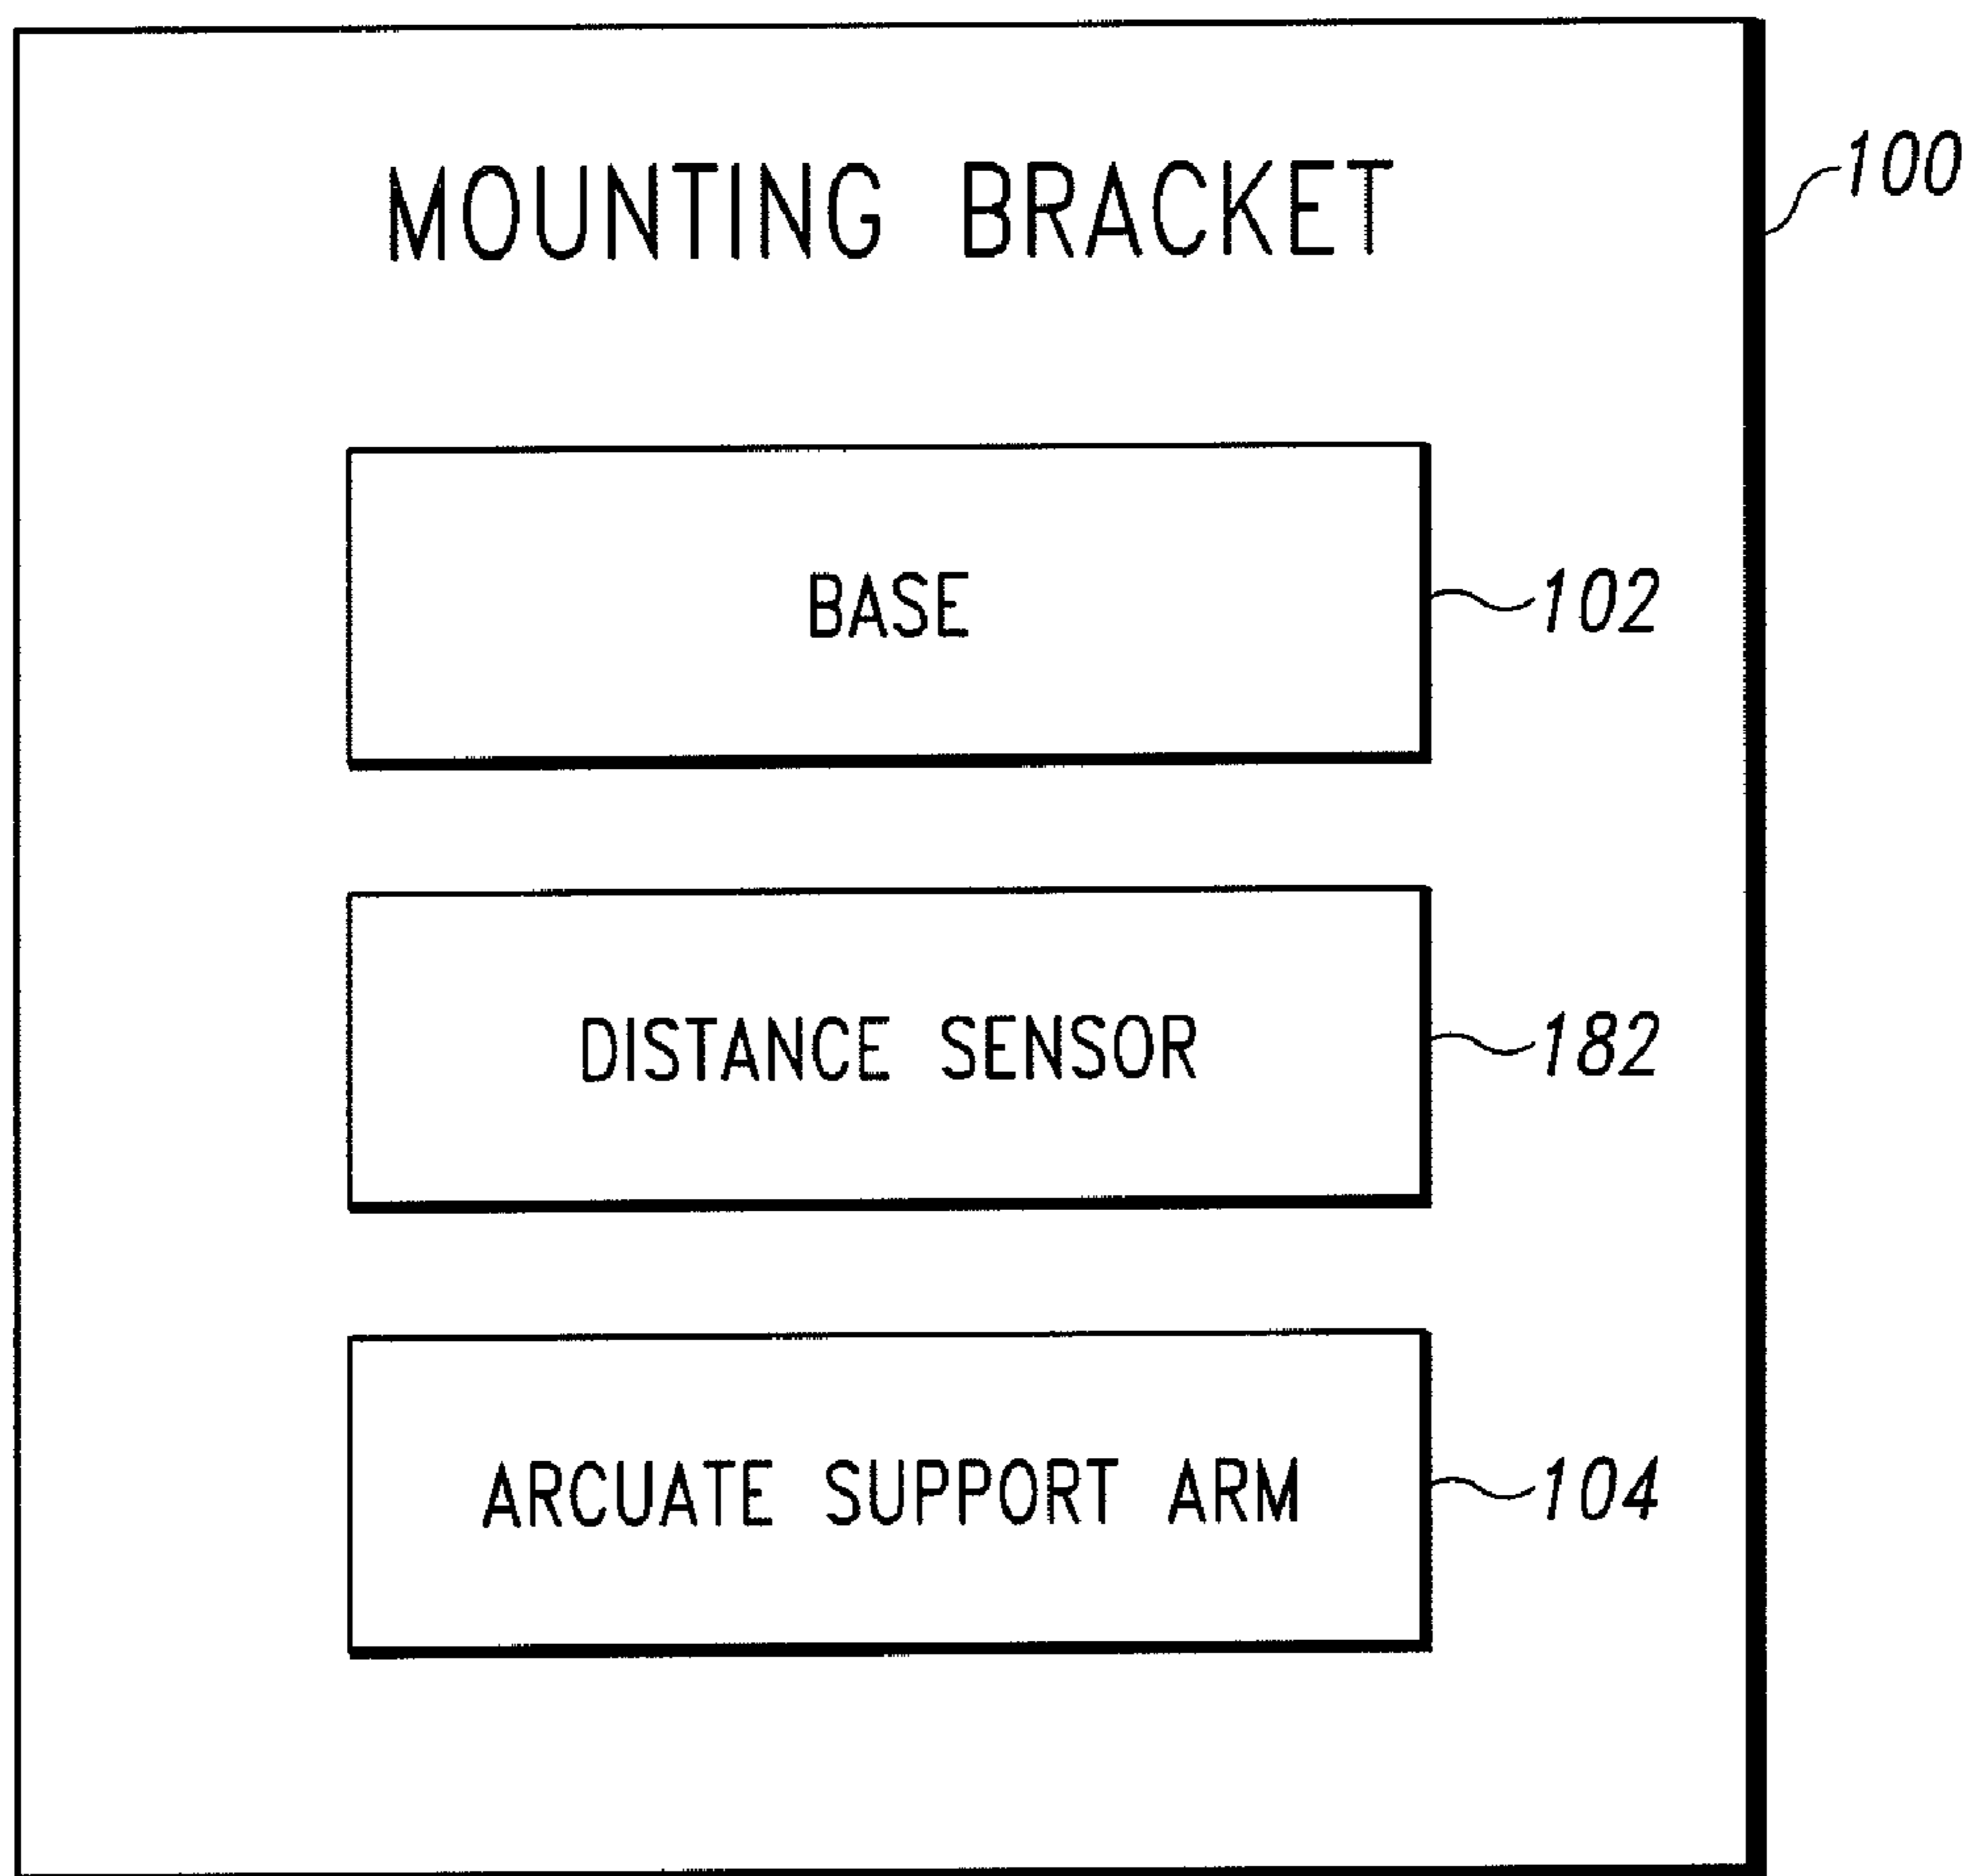 MOUNTING BRACKET
100
BASE
102
DISTANCE SENSOR
182
ARCUATE SUPPORT ARM
104